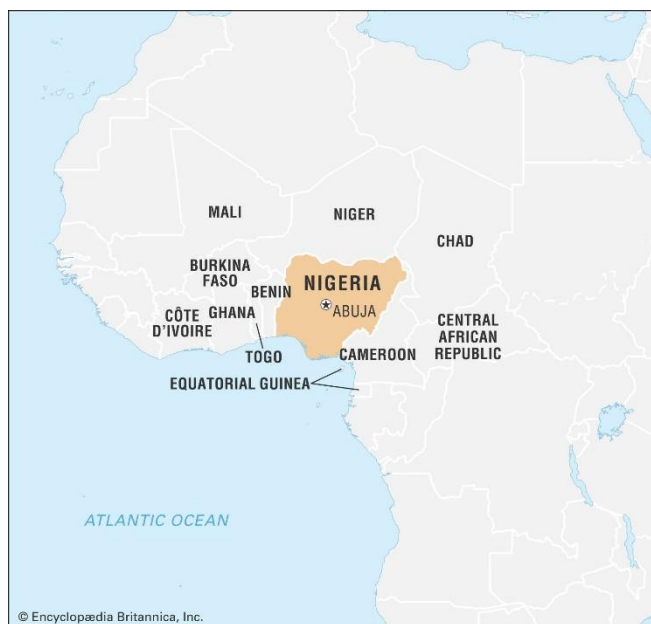 MALI
NIGER
CHAD
BURKINA
FASO
BENIN
NIGERIA
ABUJA
CÔTE
D'IVOIRE
GHANA
TOGO
CAMEROON
CENTRAL
AFRICAN
REPUBLIC
EQUATORIAL GUINEA
ATLANTIC OCEAN
© Encyclopædia Britannica, Inc.